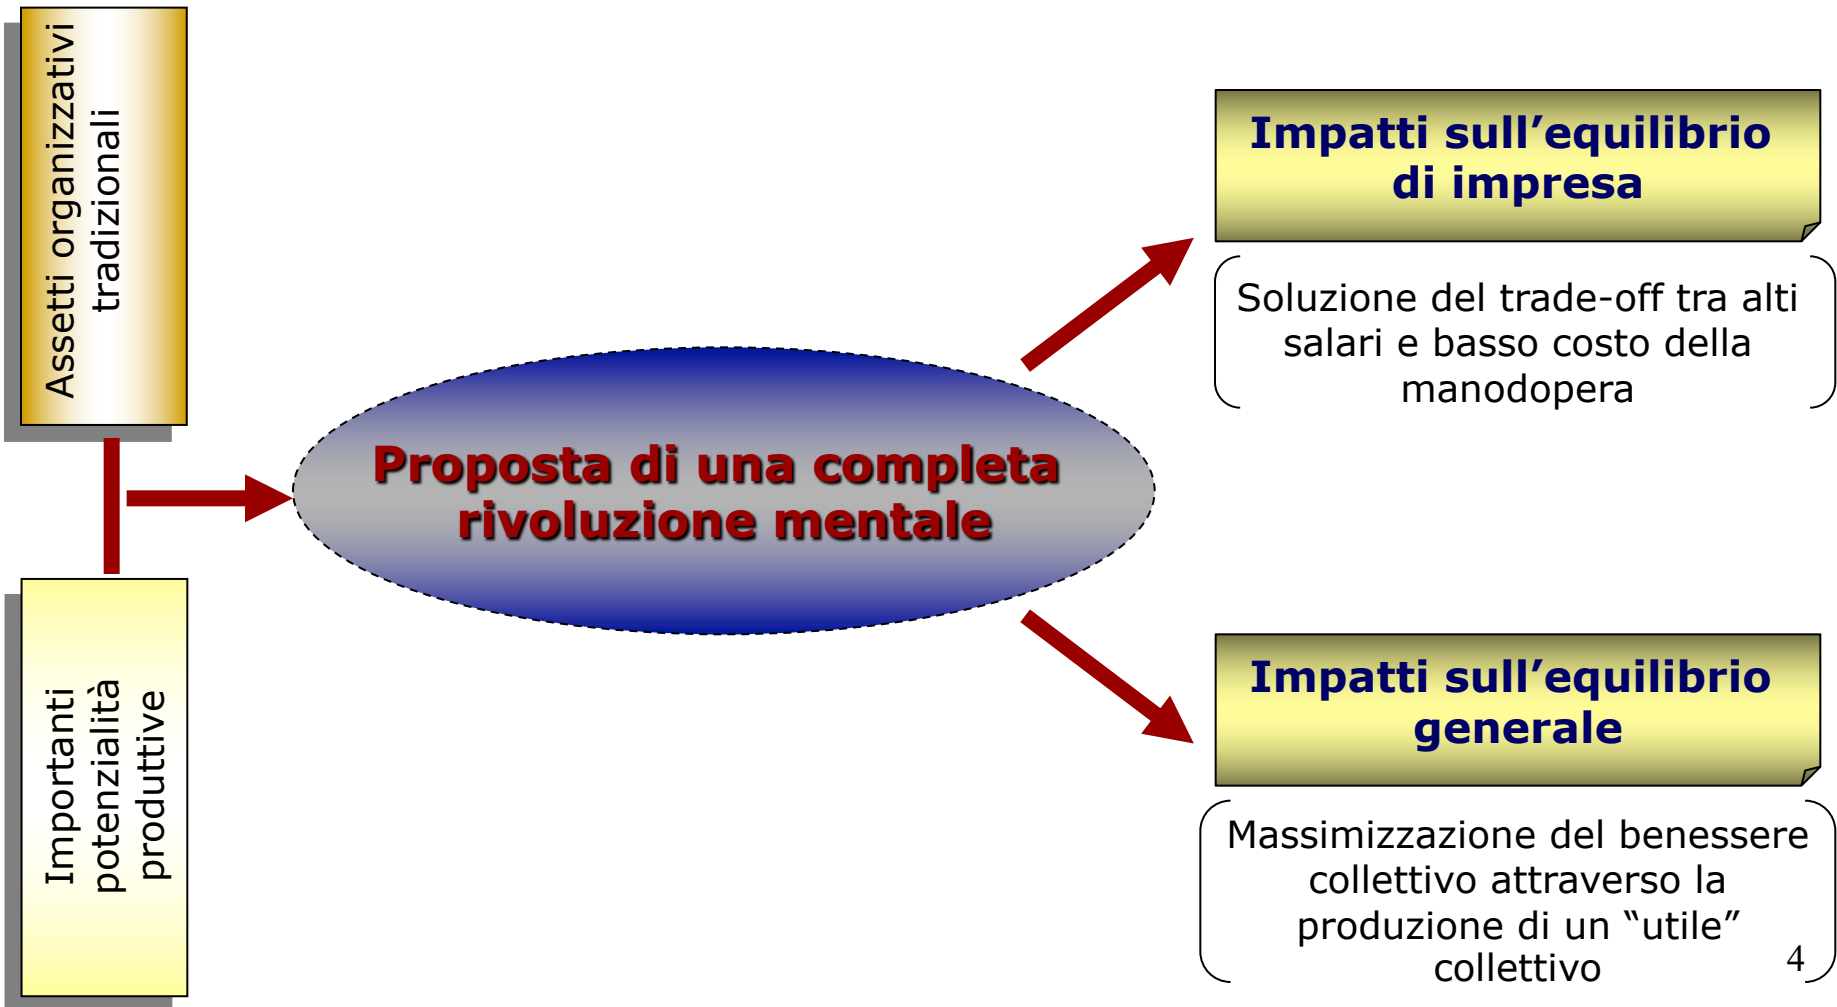 Assetti organizzativi
tradizionali
Importanti
potenzialità
produttive
Proposta di una completa
rivoluzione mentale
Impatti sull’equilibrio
di impresa
Soluzione del trade-off tra alti
salari e basso costo della
manodopera
Impatti sull’equilibrio
generale
Massimizzazione del benessere
collettivo attraverso la
produzione di un “utile”
collettivo
4